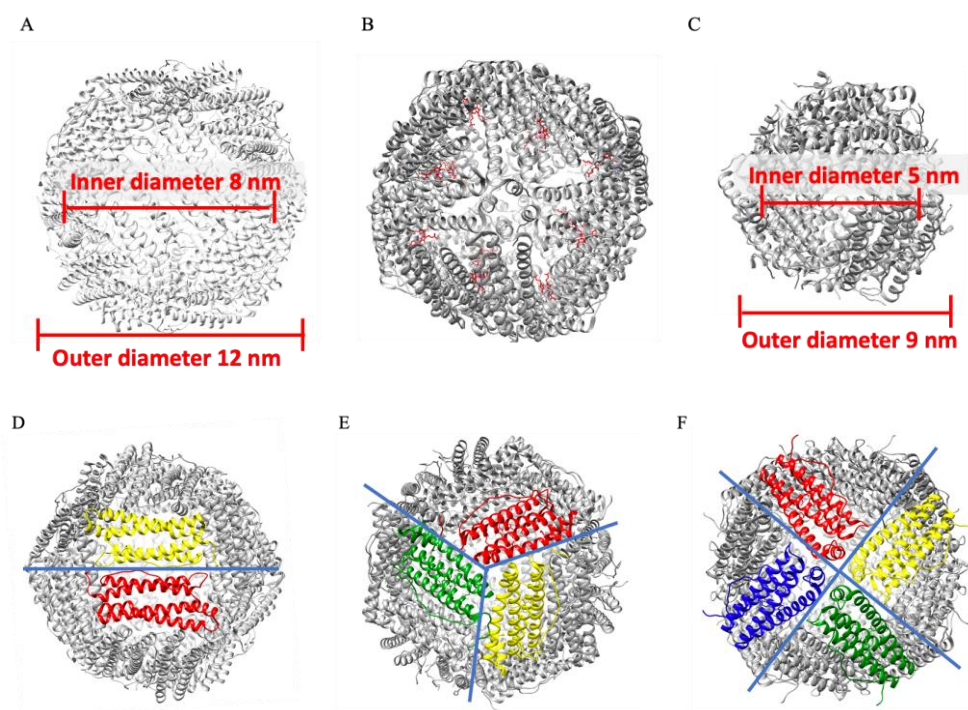 A
B
C
Inner diameter 8 nm
Inner diameter 5 nm
Outer diameter 12 nm
Outer diameter 9 nm
D
E
F